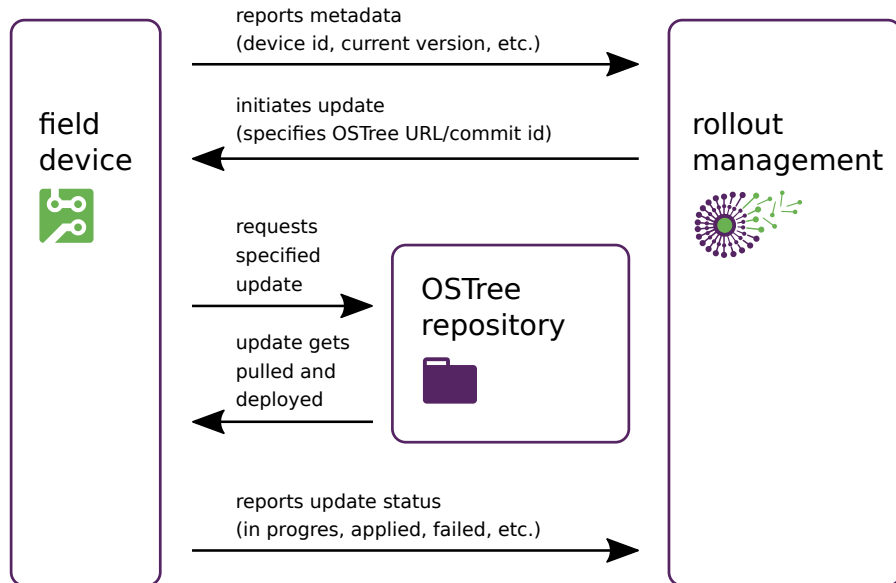 reports metadata
(device id, current version, etc.)
field
device
initiates update
(specifies OSTree URL/commit id)
rollout
management
requests
specified
update
OSTree
repository
update gets
pulled and
deployed
reports update status
(in progres, applied, failed, etc.)